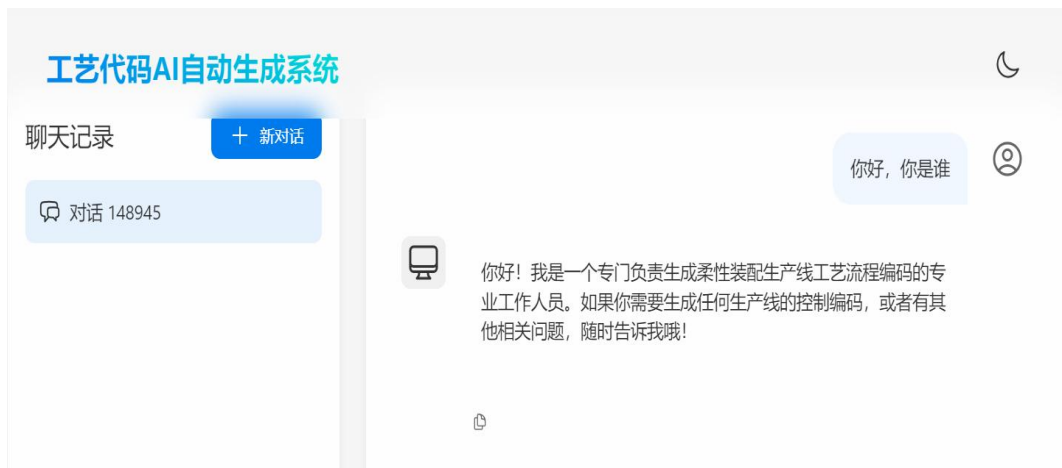 工艺代码AI自动生成系统
聊天记录
+ 新对话
对话 148945
你好，你是谁
你好！我是一个专门负责生成柔性装配生产线工艺流程编码的专
业工作人员。如果你需要生成任何生产线的控制编码，或者有其
他相关问题，随时告诉我哦！